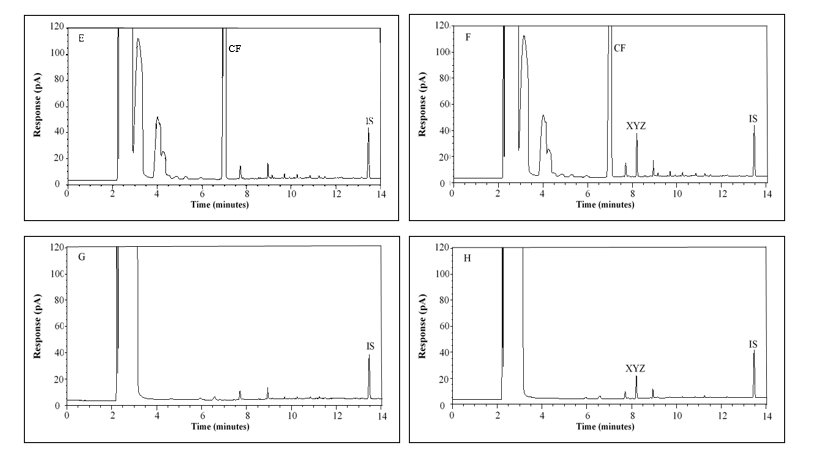 E
CF
IS
Response (pA)
120
100
80
60
40
20
0
0 2 4 6 8 10 12 14
Time (minutes)
F
CF
XYZ
IS
Response (pA)
120
100
80
60
40
20
0
0 2 4 6 8 10 12 14
Time (minutes)
G
IS
Response (pA)
120
100
80
60
40
20
0
0 2 4 6 8 10 12 14
Time (minutes)
H
XYZ
IS
Response (pA)
120
100
80
60
40
20
0
0 2 4 6 8 10 12 14
Time (minutes)